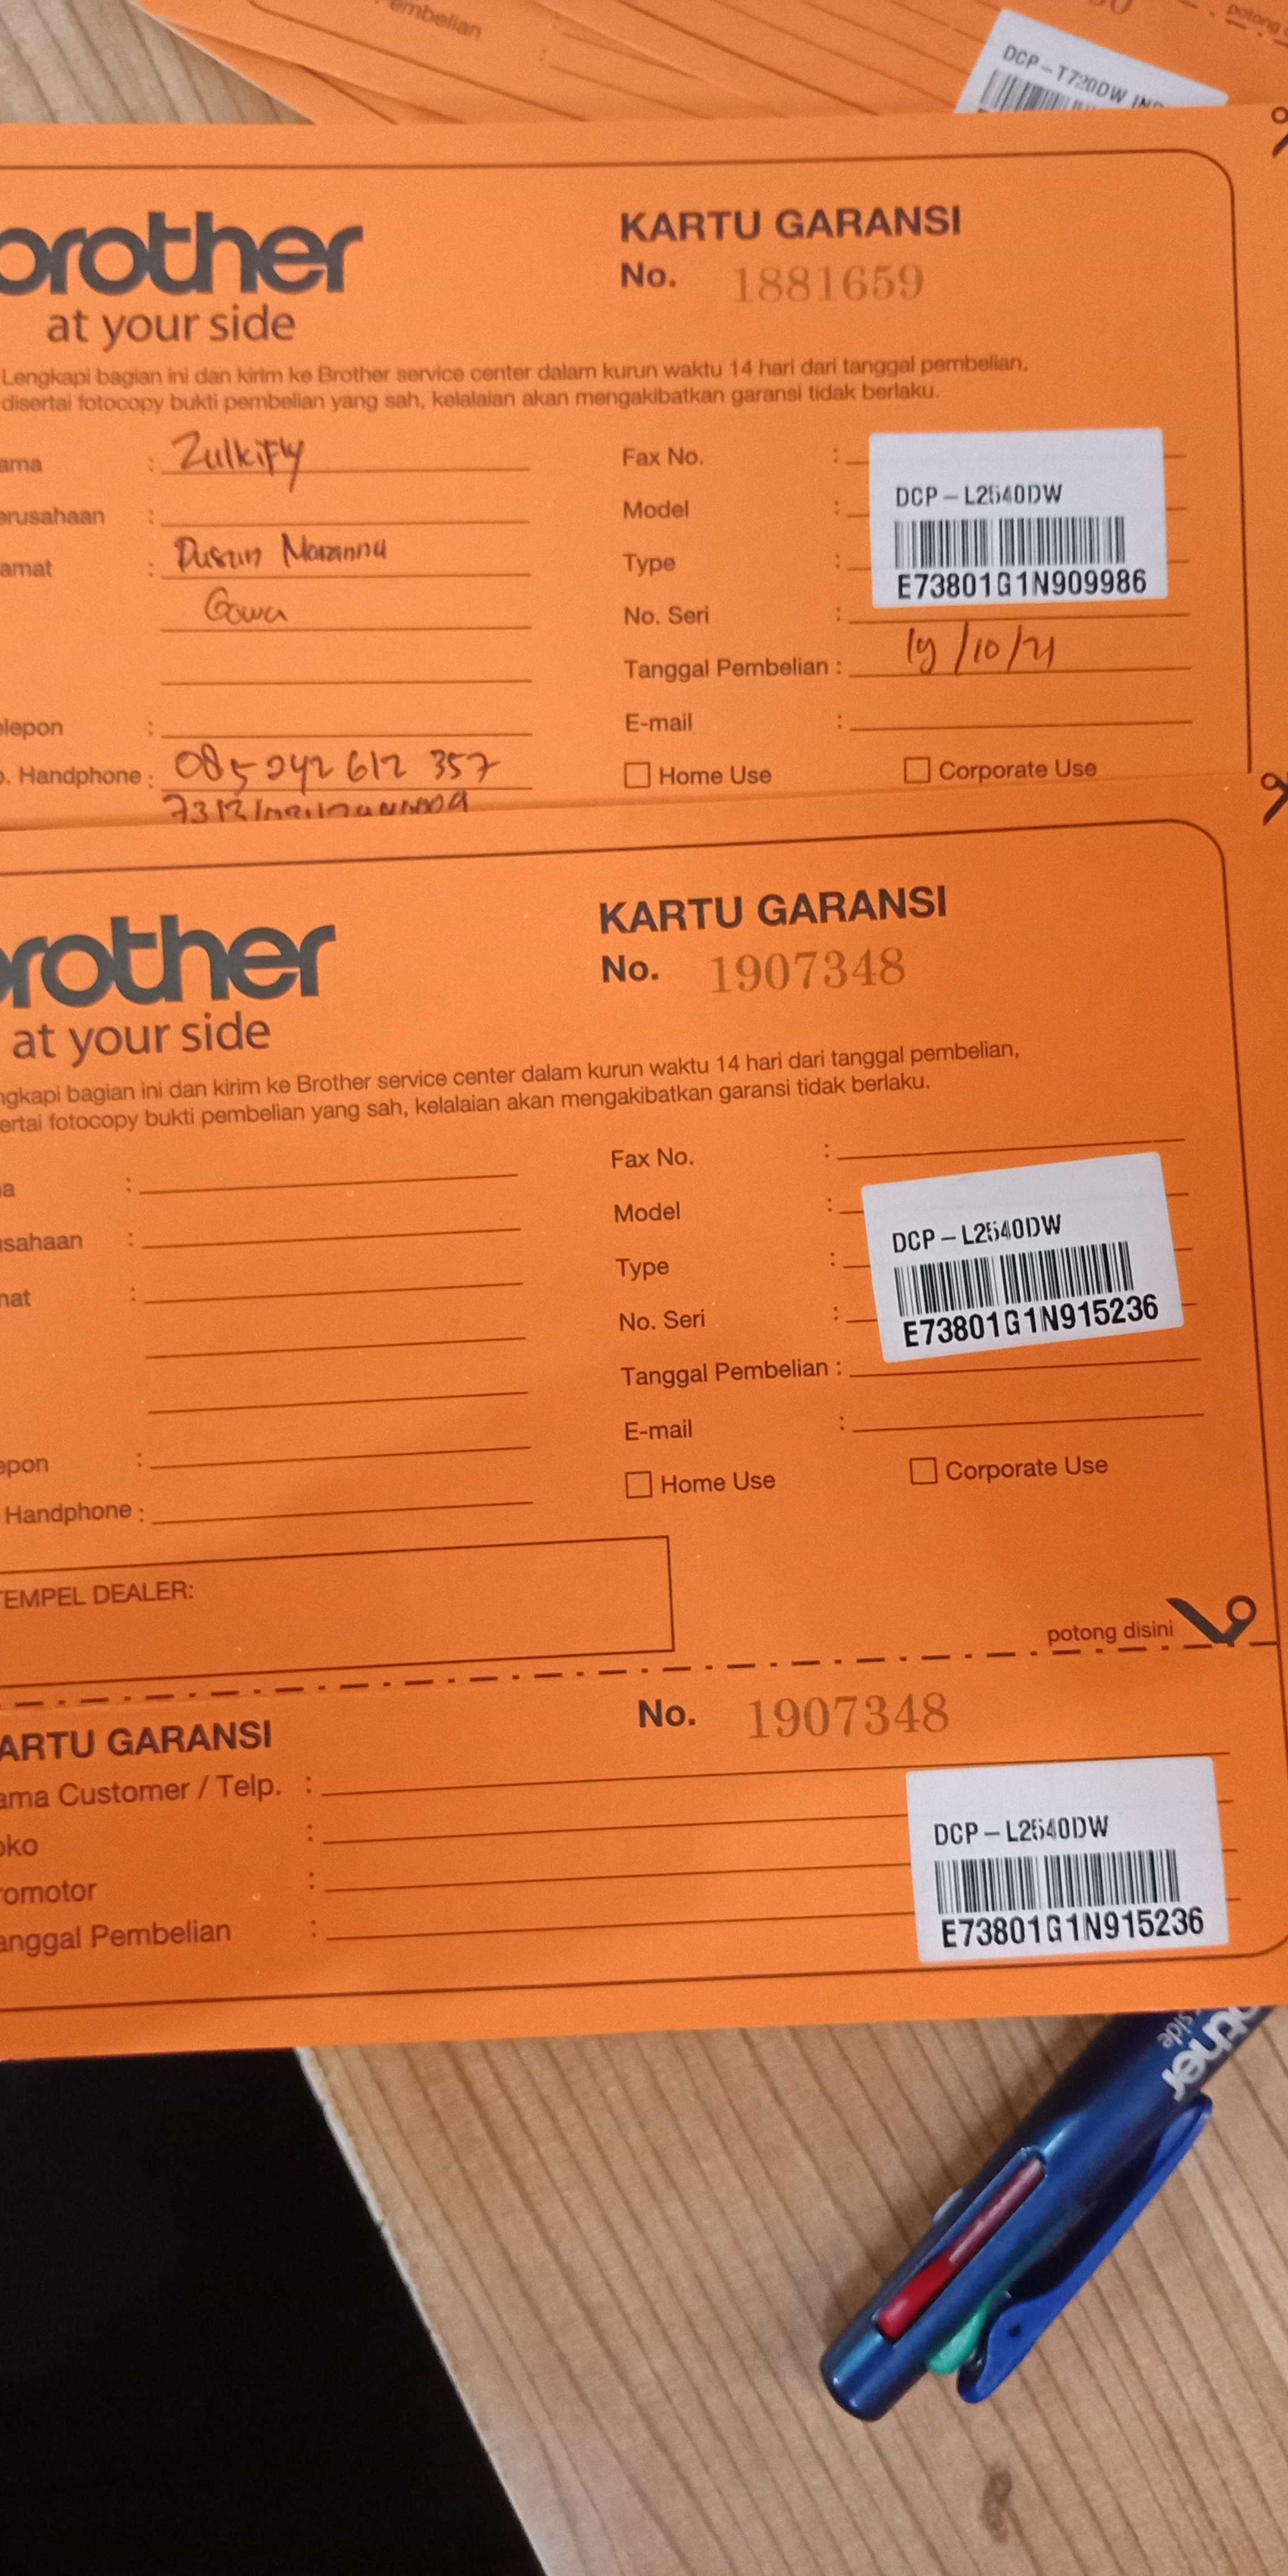 embelian
potong
DCP-T720DW IND
brother
at your side
KARTU GARANSI
No. 1881659
Lengkapi bagian ini dan kirim ke Brother service center dalam kurun waktu 14 hari dari tanggal pembelian,
disertai fotocopy bukti pembelian yang sah, kelalaian akan mengakibatkan garansi tidak berlaku.
ama : Zulkifly
erusahaan :
amat : Dusun Marannu
Gowa
elepon :
o. Handphone : 085 242 612 357
Fax No. :
Model :
Type :
No. Seri :
DCP-L2540DW
E73801G1N909986
Tanggal Pembelian : 19/10/21
E-mail :
Home Use
Corporate Use
brother
at your side
KARTU GARANSI
No. 1907348
ngkapi bagian ini dan kirim ke Brother service center dalam kurun waktu 14 hari dari tanggal pembelian,
ertai fotocopy bukti pembelian yang sah, kelalaian akan mengakibatkan garansi tidak berlaku.
a :
usahaan :
mat :
epon :
Handphone :
Fax No. :
Model :
Type :
No. Seri :
DCP-L2540DW
E73801G1N915236
Tanggal Pembelian :
E-mail :
Home Use
Corporate Use
TEMPEL DEALER:
potong disini
ARTU GARANSI
No. 1907348
ama Customer / Telp. :
oko :
romotor :
anggal Pembelian :
DCP-L2540DW
E73801G1N915236
other
side